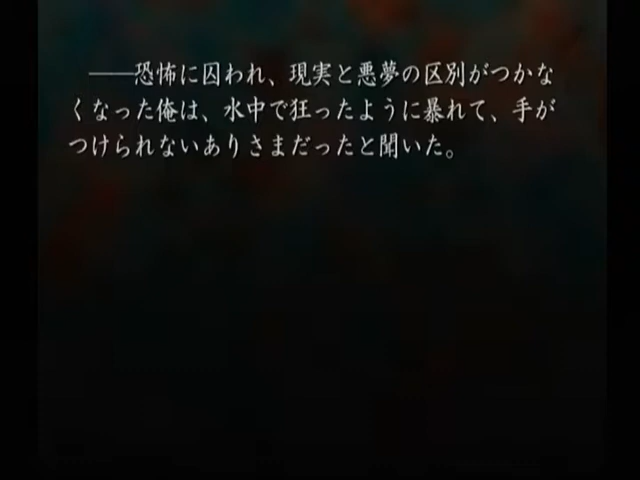 ――恐怖に囚われ、現実と悪夢の区別がつかな
くなった俺は、水中で狂ったように暴れて、手が
つけられないありさまだったと聞いた。